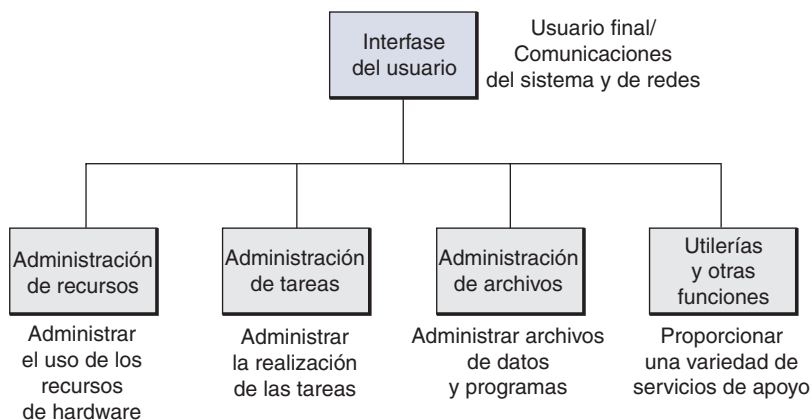 Interfase
del usuario
Usuario final/
Comunicaciones
del sistema y de redes
Administración
de recursos
Administrar
el uso de los
recursos
de hardware
Administración
de tareas
Administrar
la realización
de las tareas
Administración
de archivos
Administrar archivos
de datos
y programas
Utilerías
y otras
funciones
Proporcionar
una variedad de
servicios de apoyo